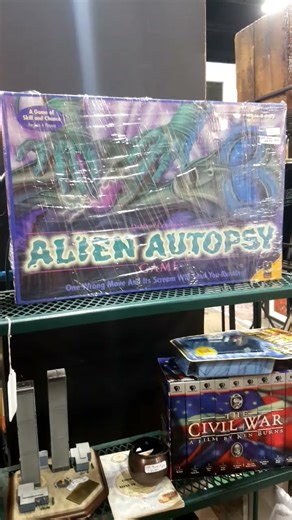 A Game of
Skill and Chance
ALIEN AUTOPSY
GAME
One Wrong Move And Its Scream Will
THE
CIVIL WAR
A FILM BY KEN BURNS